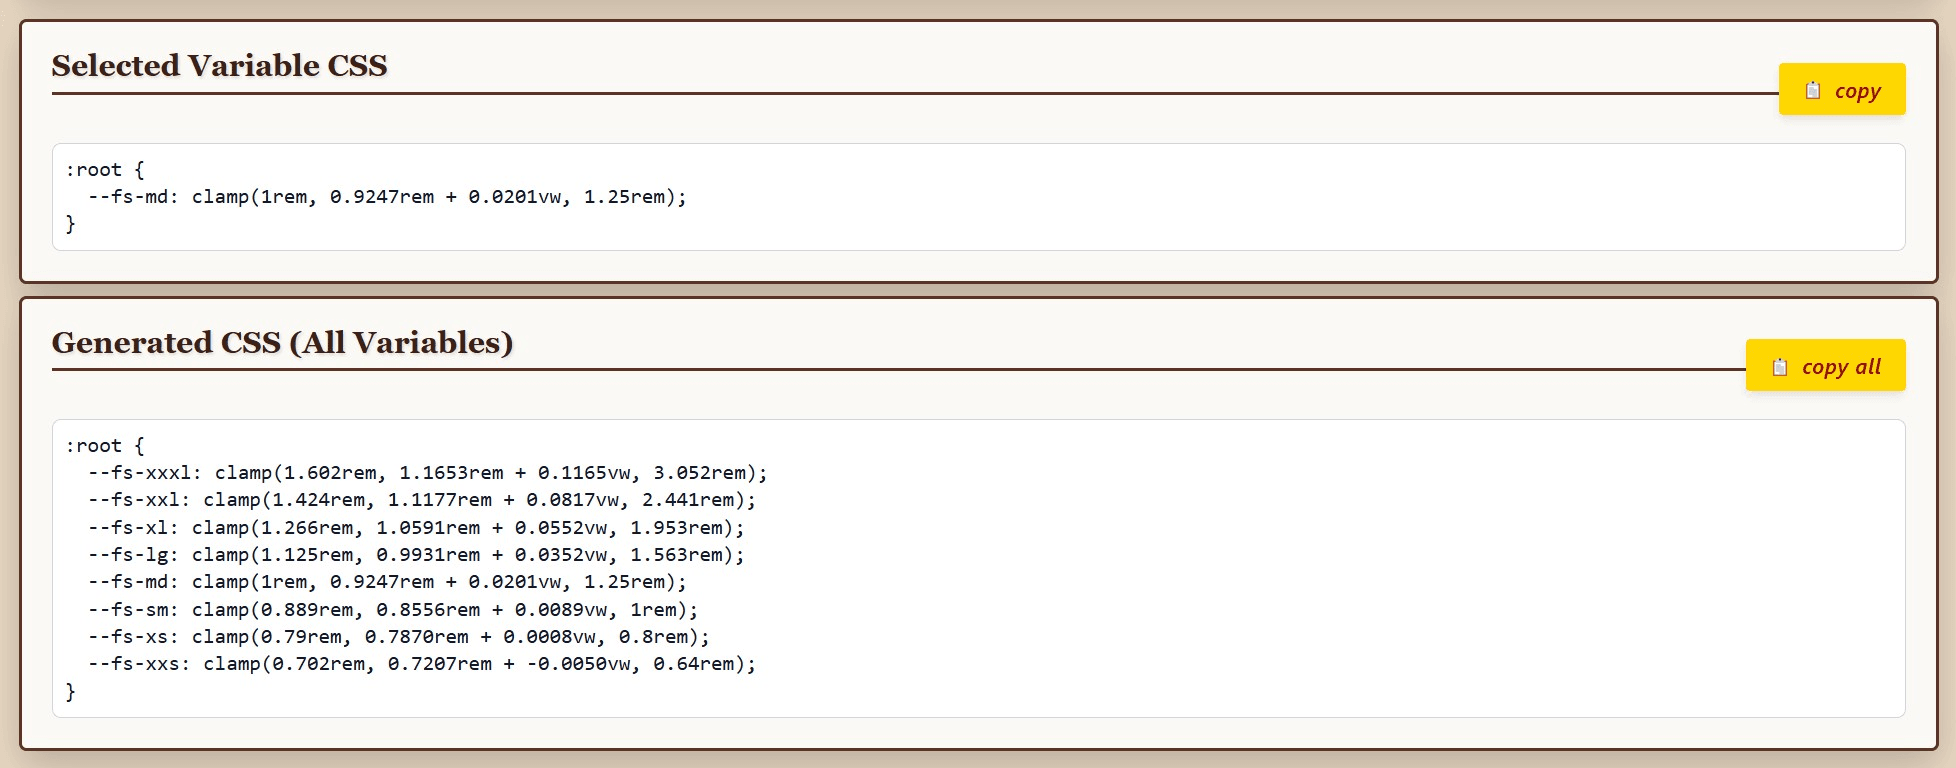 Selected Variable CSS
copy
:root {
  --fs-md: clamp(1rem, 0.9247rem + 0.0201vw, 1.25rem);
}
Generated CSS (All Variables)
copy all
:root {
  --fs-xxxl: clamp(1.602rem, 1.1653rem + 0.1165vw, 3.052rem);
  --fs-xxl: clamp(1.424rem, 1.1177rem + 0.0817vw, 2.441rem);
  --fs-xl: clamp(1.266rem, 1.0591rem + 0.0552vw, 1.953rem);
  --fs-lg: clamp(1.125rem, 0.9931rem + 0.0352vw, 1.563rem);
  --fs-md: clamp(1rem, 0.9247rem + 0.0201vw, 1.25rem);
  --fs-sm: clamp(0.889rem, 0.8556rem + 0.0089vw, 1rem);
  --fs-xs: clamp(0.79rem, 0.7870rem + 0.0008vw, 0.8rem);
  --fs-xxs: clamp(0.702rem, 0.7207rem + -0.0050vw, 0.64rem);
}